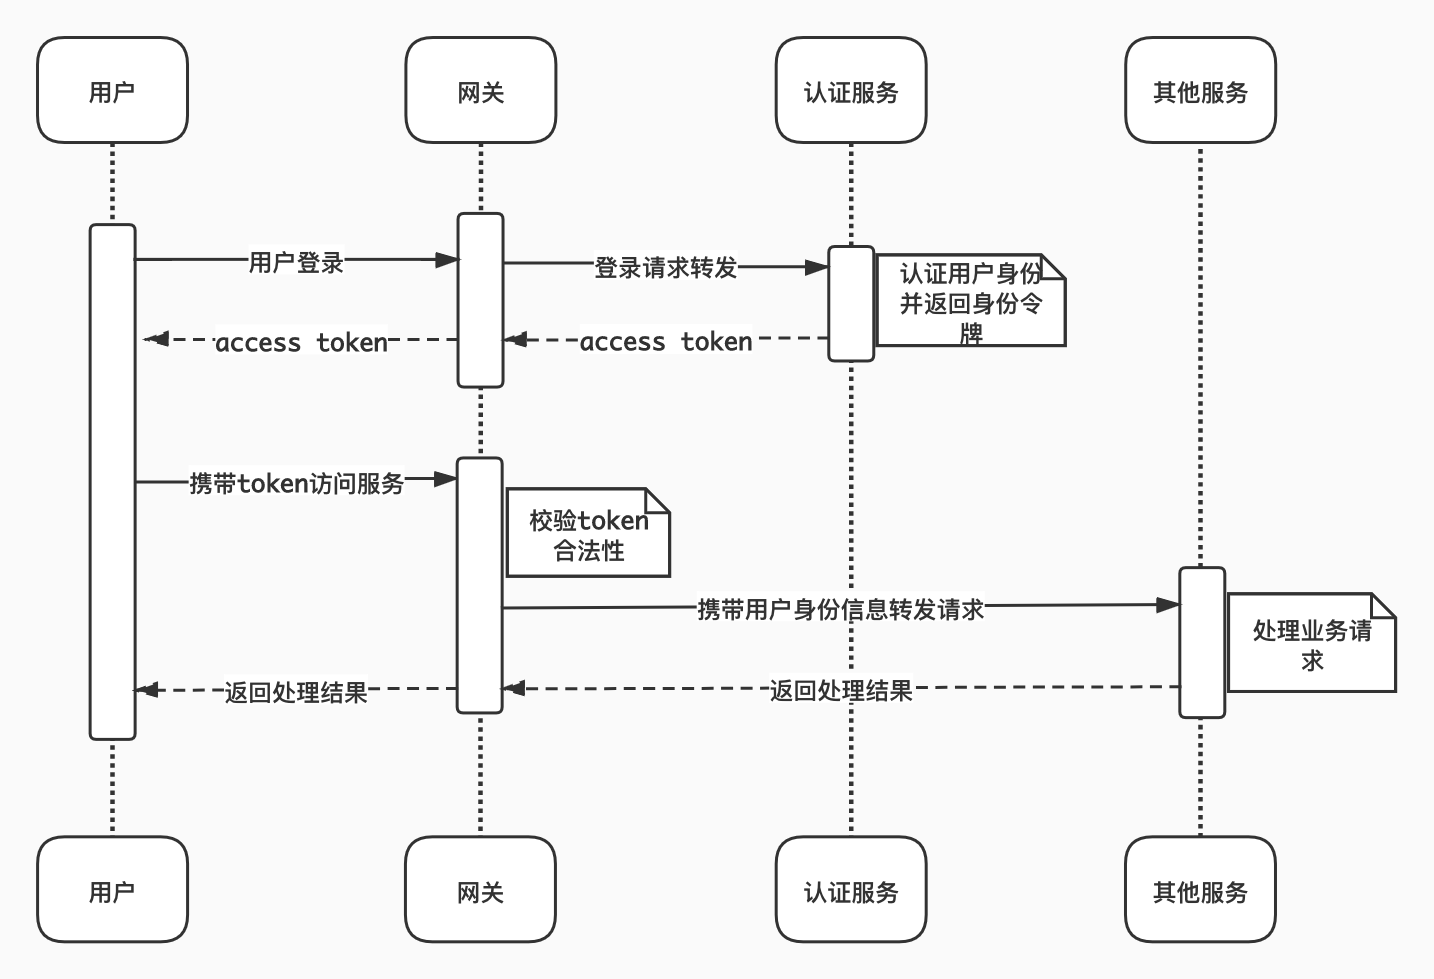 用户
网关
认证服务
其他服务
用户登录
登录请求转发
认证用户身份
并返回身份令
牌
access token
access token
携带token访问服务
校验token
合法性
携带用户身份信息转发请求
处理业务请
求
返回处理结果
返回处理结果
用户
网关
认证服务
其他服务